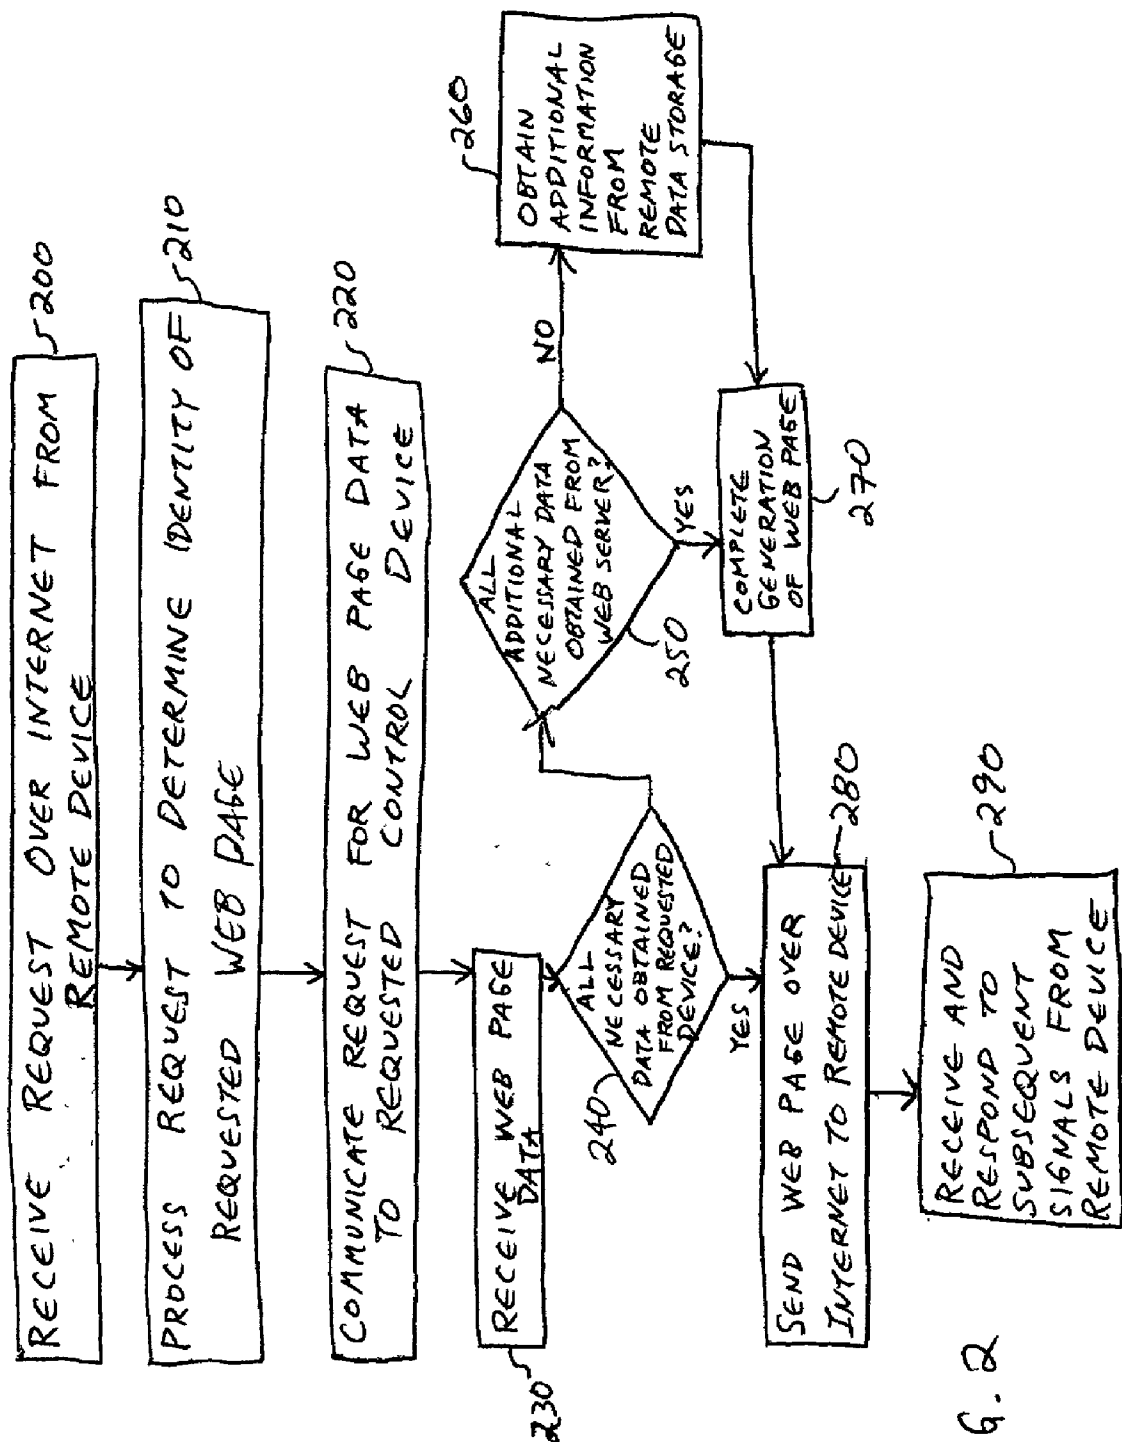 RECEIVE REQUEST OVER INTERNET FROM
REMOTE DEVICE
200
PROCESS REQUEST TO DETERMINE IDENTITY OF
REQUESTED WEB PAGE
210
COMMUNICATE REQUEST FOR WEB PAGE DATA
TO REQUESTED CONTROL DEVICE
220
RECEIVE WEB PAGE
DATA
230
ALL
NECESSARY
DATA OBTAINED
FROM REQUESTED
DEVICE?
240
YES
ALL
ADDITIONAL
NECESSARY DATA
OBTAINED FROM
WEB SERVER?
250
NO
YES
OBTAIN
ADDITIONAL
INFORMATION
FROM
REMOTE
DATA STORAGE
260
COMPLETE
GENERATION
OF WEB PAGE
270
SEND WEB PAGE OVER
INTERNET TO REMOTE DEVICE
280
RECEIVE AND
RESPOND TO
SUBSEQUENT
SIGNALS FROM
REMOTE DEVICE
290
G. 2